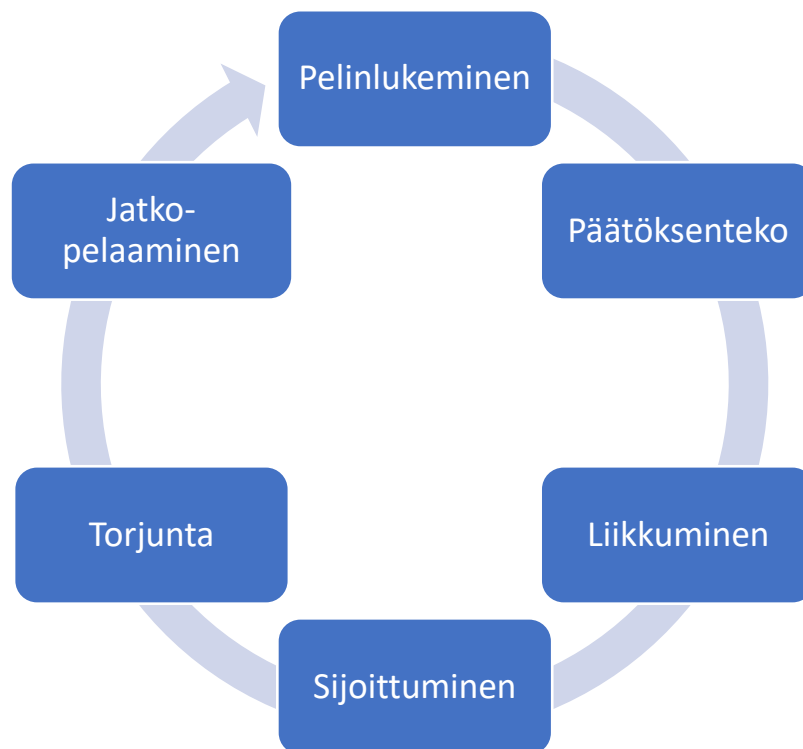 Pelinlukeminen
Päätöksenteko
Liikkuminen
Sijoittuminen
Torjunta
Jatko-
pelaaminen